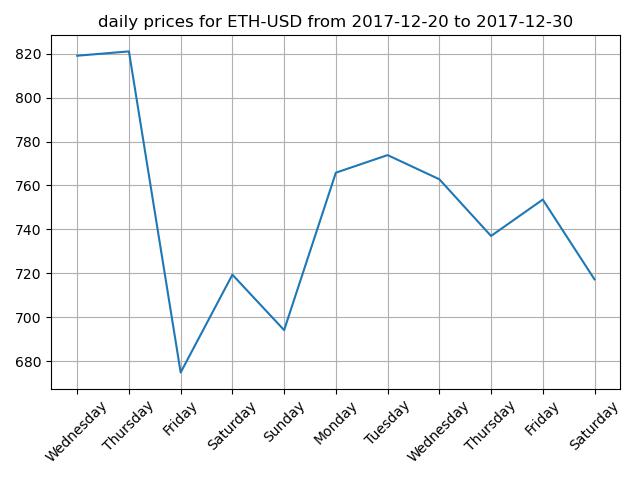 daily prices for ETH-USD from 2017-12-20 to 2017-12-30
820
800
780
760
740
720
700
680
Wednesday
Thursday
Friday
Saturday
Sunday
Monday
Tuesday
Wednesday
Thursday
Friday
Saturday